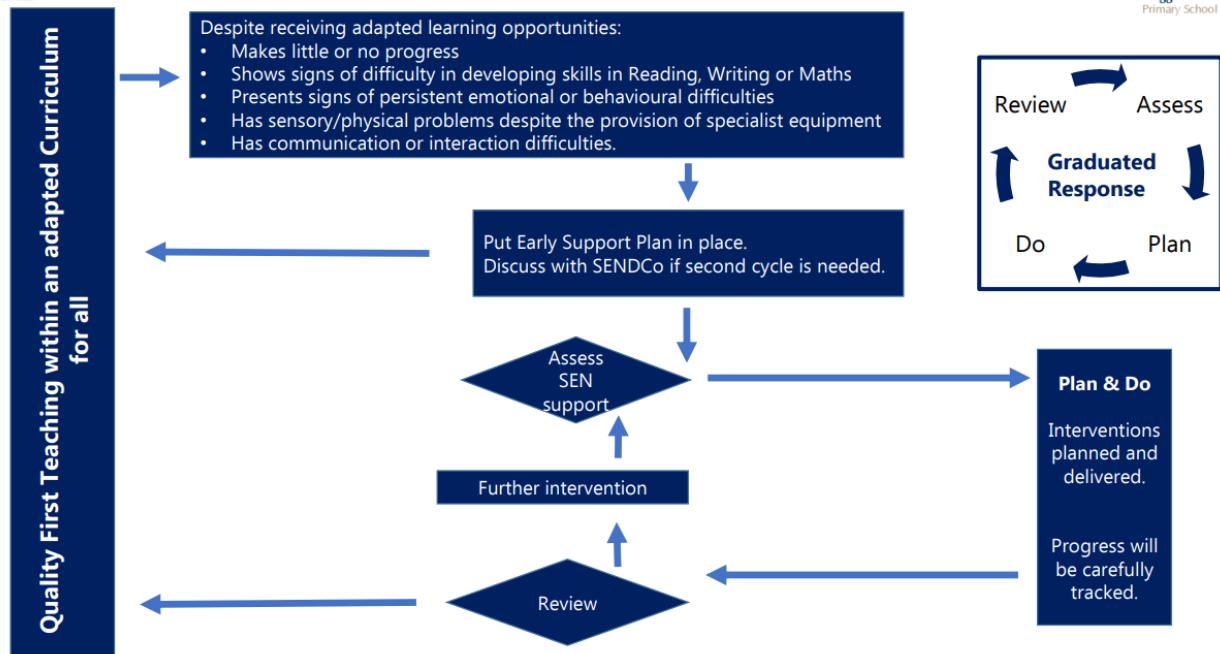 Primary School
Quality First Teaching within an adapted Curriculum
for all
Despite receiving adapted learning opportunities:
• Makes little or no progress
• Shows signs of difficulty in developing skills in Reading, Writing or Maths
• Presents signs of persistent emotional or behavioural difficulties
• Has sensory/physical problems despite the provision of specialist equipment
• Has communication or interaction difficulties.
Review
Assess
Graduated
Response
Do
Plan
Put Early Support Plan in place.
Discuss with SENDCo if second cycle is needed.
Assess
SEN
support
Plan & Do
Interventions
planned and
delivered.
Progress will
be carefully
tracked.
Further intervention
Review